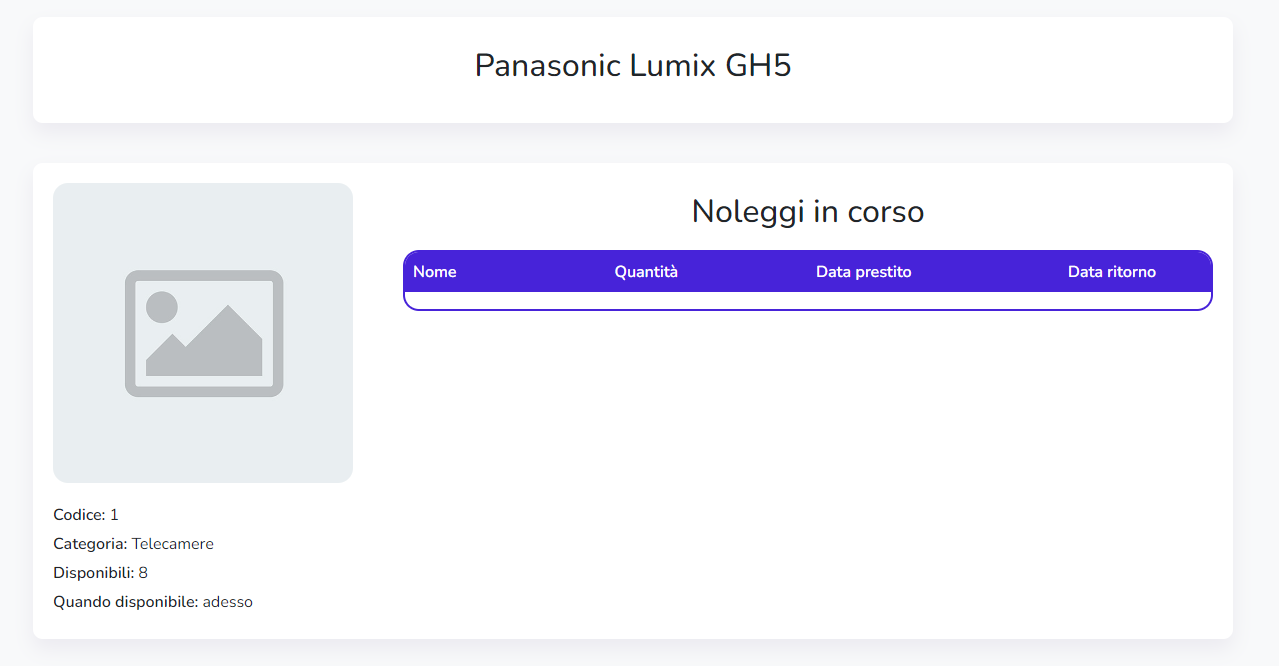 Panasonic Lumix GH5
Noleggi in corso
Nome Quantità Data prestito Data ritorno
Codice: 1
Categoria: Telecamere
Disponibili: 8
Quando disponibile: adesso